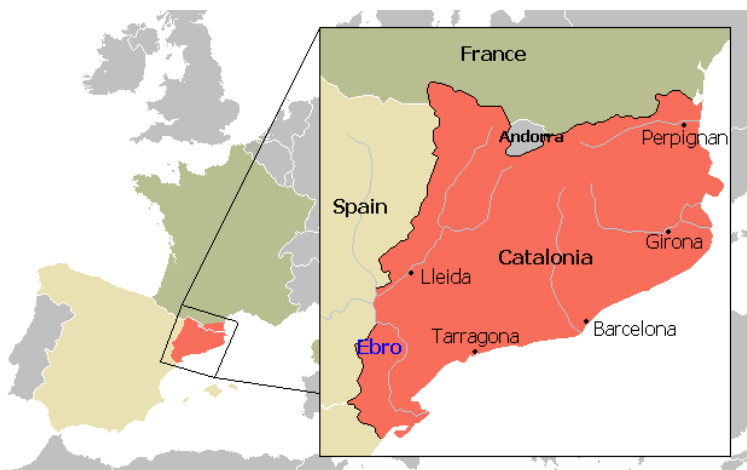 France
Andorra
Perpignan
Spain
Girona
Catalonia
Lleida
Barcelona
Tarragona
Ebro